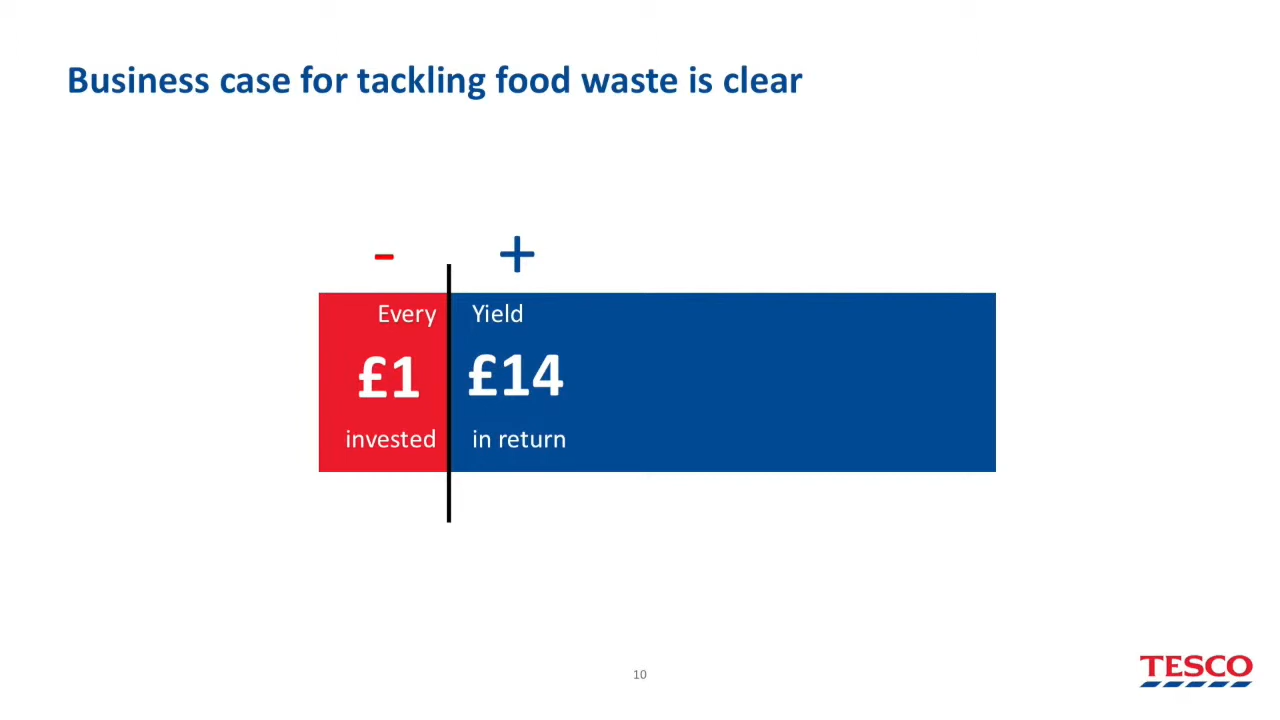 Business case for tackling food waste is clear
- +
Every
£1
invested
Yield
£14
in return
10
TESCO